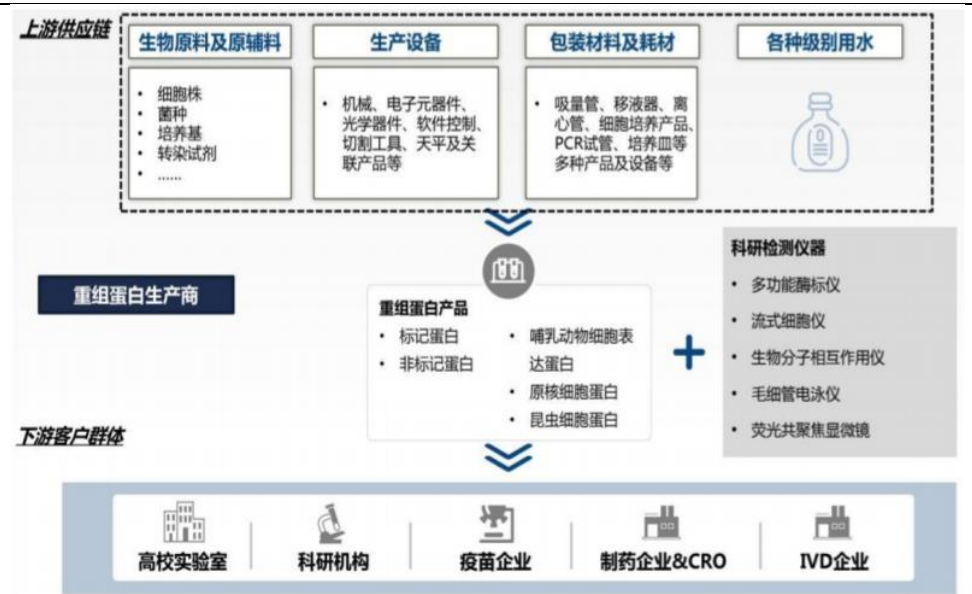 上游供应链
生物原料及原辅料
• 细胞株
• 菌种
• 培养基
• 转染试剂
• ......
生产设备
• 机械、电子元器件、
光学器件、软件控制、
切割工具、天平及关
联产品等
包装材料及耗材
• 吸量管、移液器、离
心管、细胞培养产品、
PCR试管、培养皿等
多种产品及设备等
各种级别用水
重组蛋白生产商
重组蛋白产品
• 标记蛋白
• 非标记蛋白
• 哺乳动物细胞表
达蛋白
• 原核细胞蛋白
• 昆虫细胞蛋白
+
科研检测仪器
• 多功能酶标仪
• 流式细胞仪
• 生物分子相互作用仪
• 毛细管电泳仪
• 荧光共聚焦显微镜
下游客户群体
高校实验室
科研机构
疫苗企业
制药企业&CRO
IVD企业